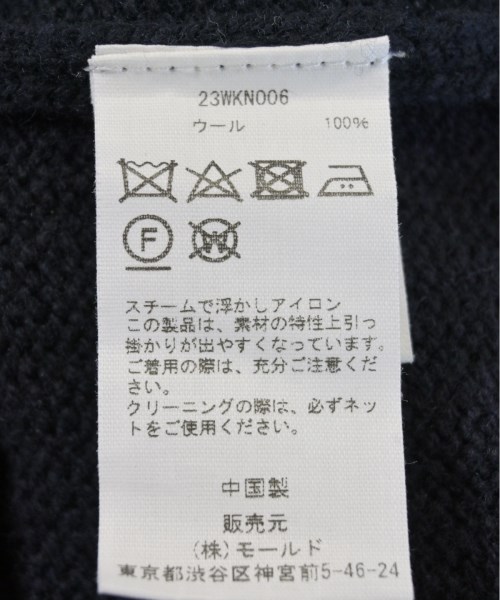 23WKN006
ウール 100%
F
W
スチームで浮かしアイロン
この製品は、素材の特性上引っ
掛かりが出やすくなっています。
ご着用の際は、充分ご注意くだ
さい。
クリーニングの際は、必ずネッ
トをご使用ください。
中国製
販売元
(株)モールド
東京都渋谷区神宮前5-46-24